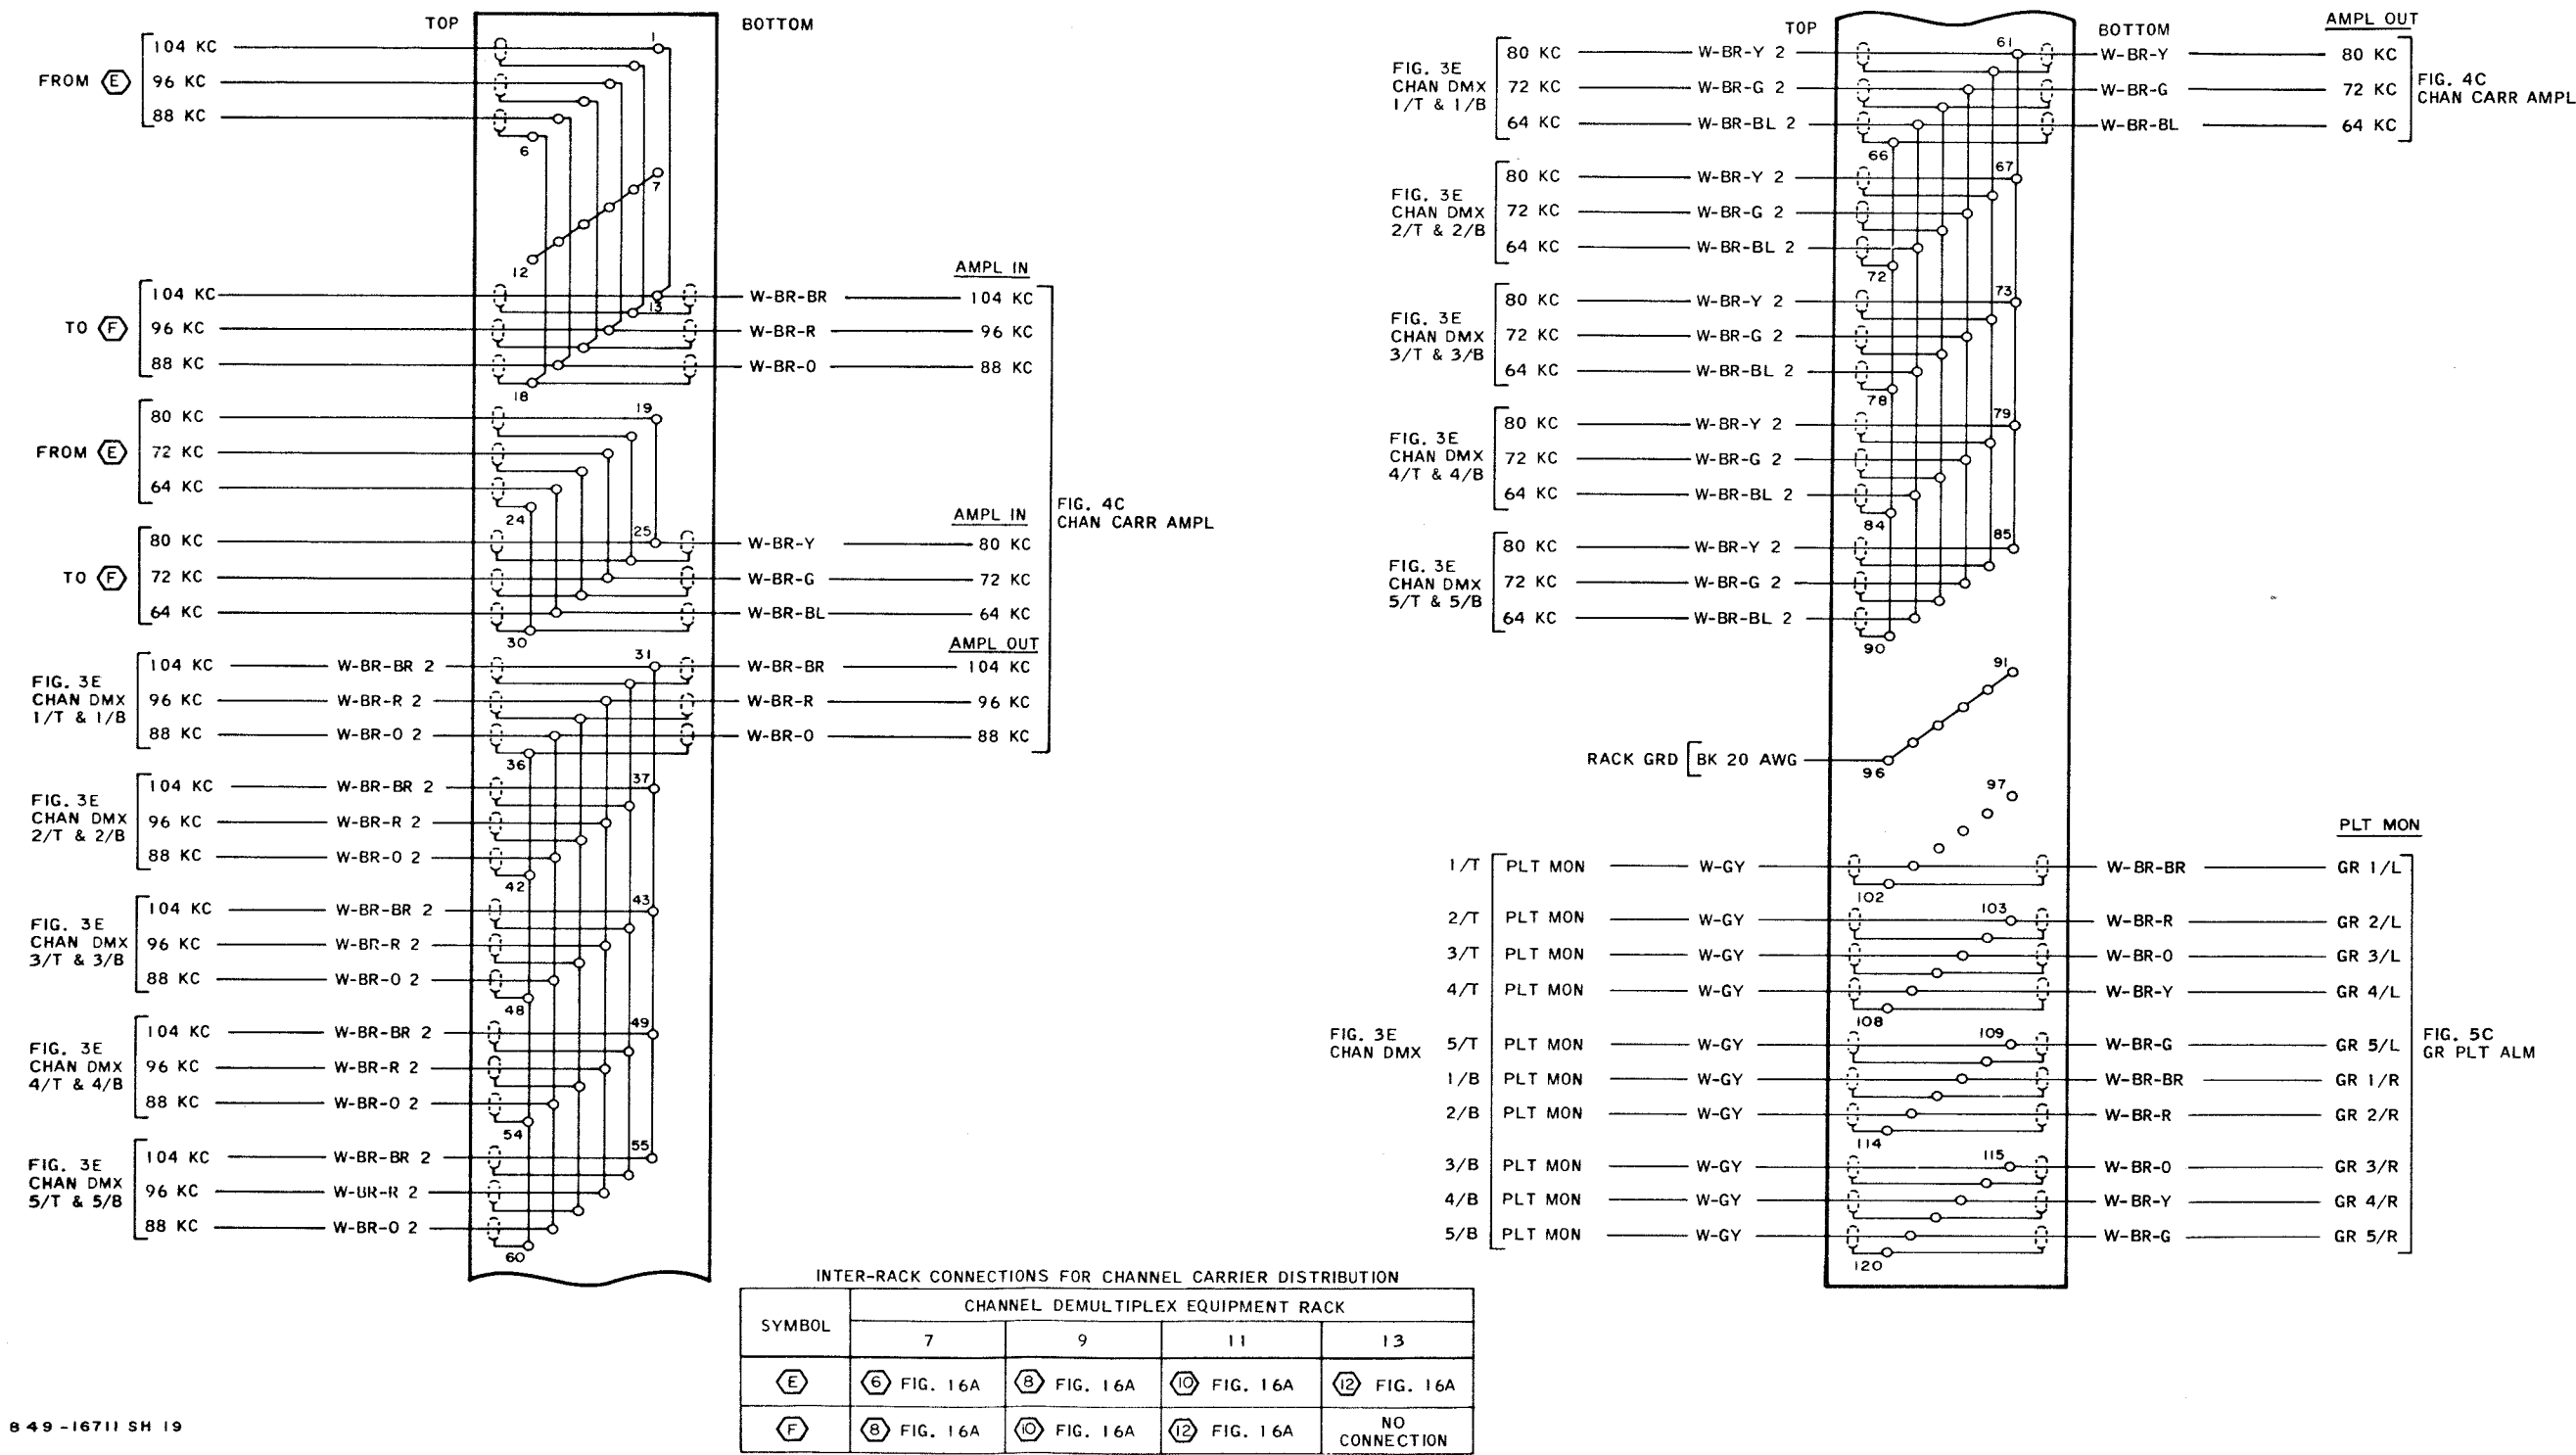 TOP
BOTTOM
FROM E
104 KC
96 KC
88 KC
1
6
7
12
TO F
104 KC
96 KC
88 KC
13
18
AMPL IN
W-BR-BR 104 KC
W-BR-R 96 KC
W-BR-O 88 KC
FROM E
80 KC
72 KC
64 KC
19
24
TO F
80 KC
72 KC
64 KC
25
30
AMPL IN
W-BR-Y 80 KC
W-BR-G 72 KC
W-BR-BL 64 KC
FIG. 4C
CHAN CARR AMPL
FIG. 3E
CHAN DMX
1/T & 1/B
104 KC W-BR-BR 2
96 KC W-BR-R 2
88 KC W-BR-O 2
31
36
AMPL OUT
W-BR-BR 104 KC
W-BR-R 96 KC
W-BR-O 88 KC
FIG. 3E
CHAN DMX
2/T & 2/B
104 KC W-BR-BR 2
96 KC W-BR-R 2
88 KC W-BR-O 2
37
42
FIG. 3E
CHAN DMX
3/T & 3/B
104 KC W-BR-BR 2
96 KC W-BR-R 2
88 KC W-BR-O 2
43
48
FIG. 3E
CHAN DMX
4/T & 4/B
104 KC W-BR-BR 2
96 KC W-BR-R 2
88 KC W-BR-O 2
49
54
FIG. 3E
CHAN DMX
5/T & 5/B
104 KC W-BR-BR 2
96 KC W-BR-R 2
88 KC W-BR-O 2
55
60
TOP
BOTTOM
FIG. 3E
CHAN DMX
1/T & 1/B
80 KC W-BR-Y 2
72 KC W-BR-G 2
64 KC W-BR-BL 2
61
66
AMPL OUT
W-BR-Y 80 KC
W-BR-G 72 KC
W-BR-BL 64 KC
FIG. 4C
CHAN CARR AMPL
FIG. 3E
CHAN DMX
2/T & 2/B
80 KC W-BR-Y 2
72 KC W-BR-G 2
64 KC W-BR-BL 2
67
72
FIG. 3E
CHAN DMX
3/T & 3/B
80 KC W-BR-Y 2
72 KC W-BR-G 2
64 KC W-BR-BL 2
73
78
FIG. 3E
CHAN DMX
4/T & 4/B
80 KC W-BR-Y 2
72 KC W-BR-G 2
64 KC W-BR-BL 2
79
84
FIG. 3E
CHAN DMX
5/T & 5/B
80 KC W-BR-Y 2
72 KC W-BR-G 2
64 KC W-BR-BL 2
85
90
91
RACK GRD BK 20 AWG
96
97
PLT MON
1/T PLT MON W-GY W-BR-BR GR 1/L
102
103
2/T PLT MON W-GY W-BR-R GR 2/L
3/T PLT MON W-GY W-BR-O GR 3/L
4/T PLT MON W-GY W-BR-Y GR 4/L
108
109
FIG. 3E
CHAN DMX
5/T PLT MON W-GY W-BR-G GR 5/L
1/B PLT MON W-GY W-BR-BR GR 1/R
2/B PLT MON W-GY W-BR-R GR 2/R
FIG. 5C
GR PLT ALM
114
115
3/B PLT MON W-GY W-BR-O GR 3/R
4/B PLT MON W-GY W-BR-Y GR 4/R
5/B PLT MON W-GY W-BR-G GR 5/R
120
INTER-RACK CONNECTIONS FOR CHANNEL CARRIER DISTRIBUTION
SYMBOL
CHANNEL DEMULTIPLEX EQUIPMENT RACK
7 9 11 13
E 6 FIG. 16A 8 FIG. 16A 10 FIG. 16A 12 FIG. 16A
F 8 FIG. 16A 10 FIG. 16A 12 FIG. 16A NO CONNECTION
849-16711 SH 19